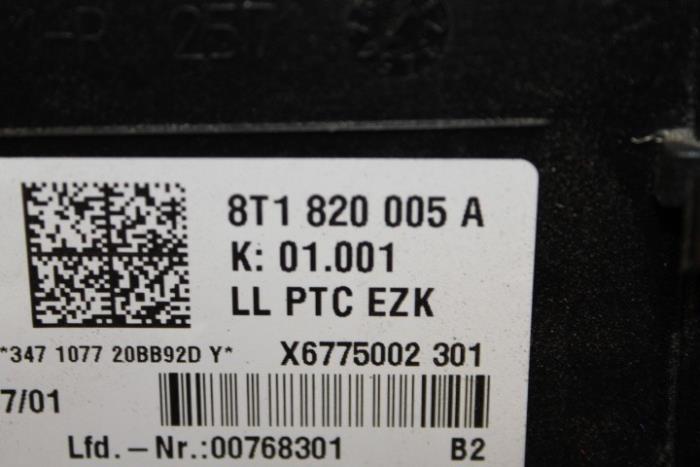 8T1 820 005 A
K: 01.001
LL PTC EZK
*347 1077 20BB92D Y* X6775002 301
7/01
Lfd.–Nr.:00768301 B2